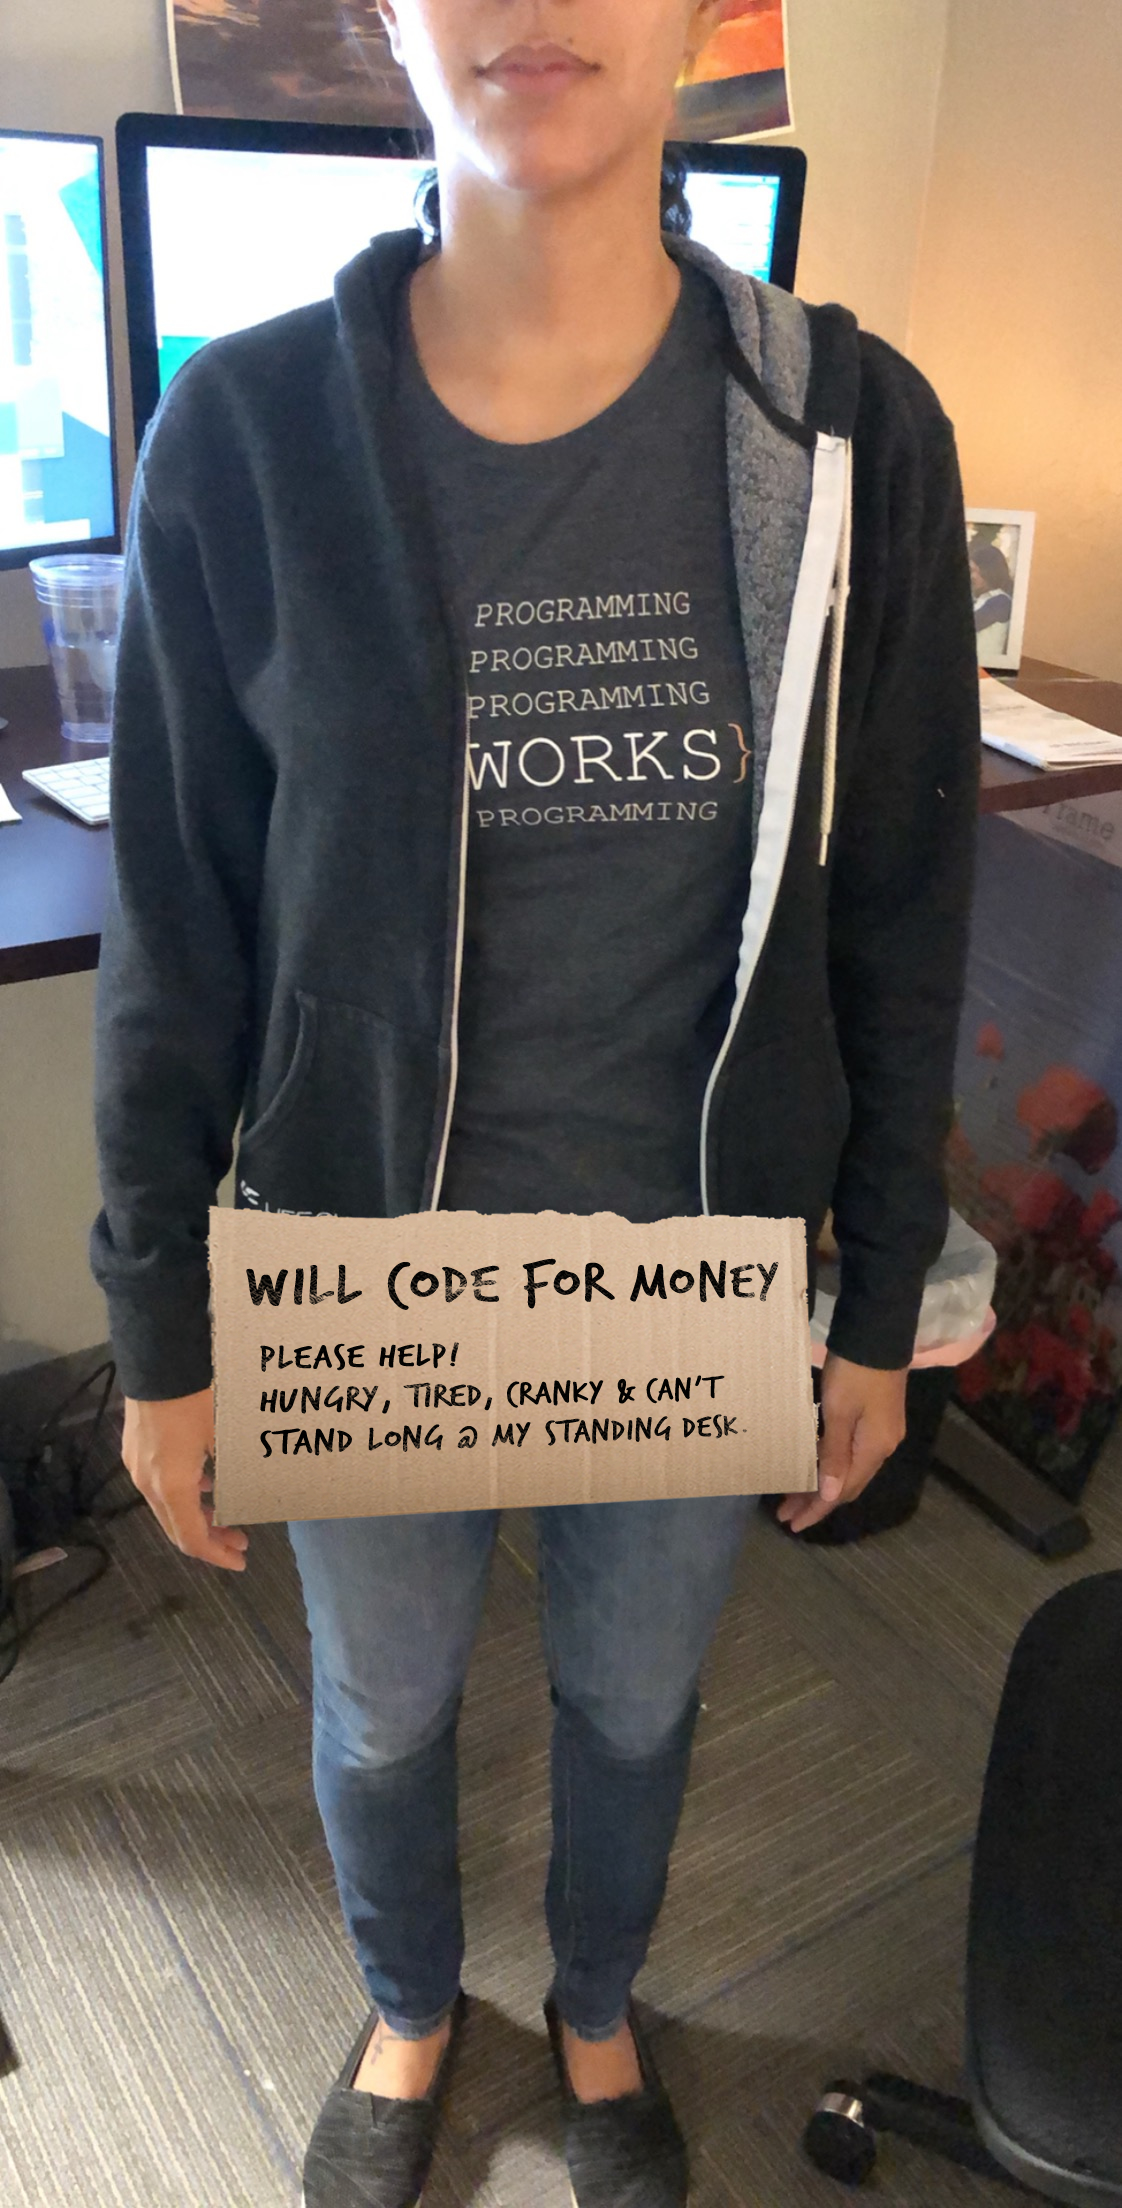 PROGRAMMING
PROGRAMMING
PROGRAMMING
WORKS}
PROGRAMMING
Frame
WILL CODE FOR MONEY
PLEASE HELP!
HUNGRY, TIRED, CRANKY & CAN'T
STAND LONG @ MY STANDING DESK.